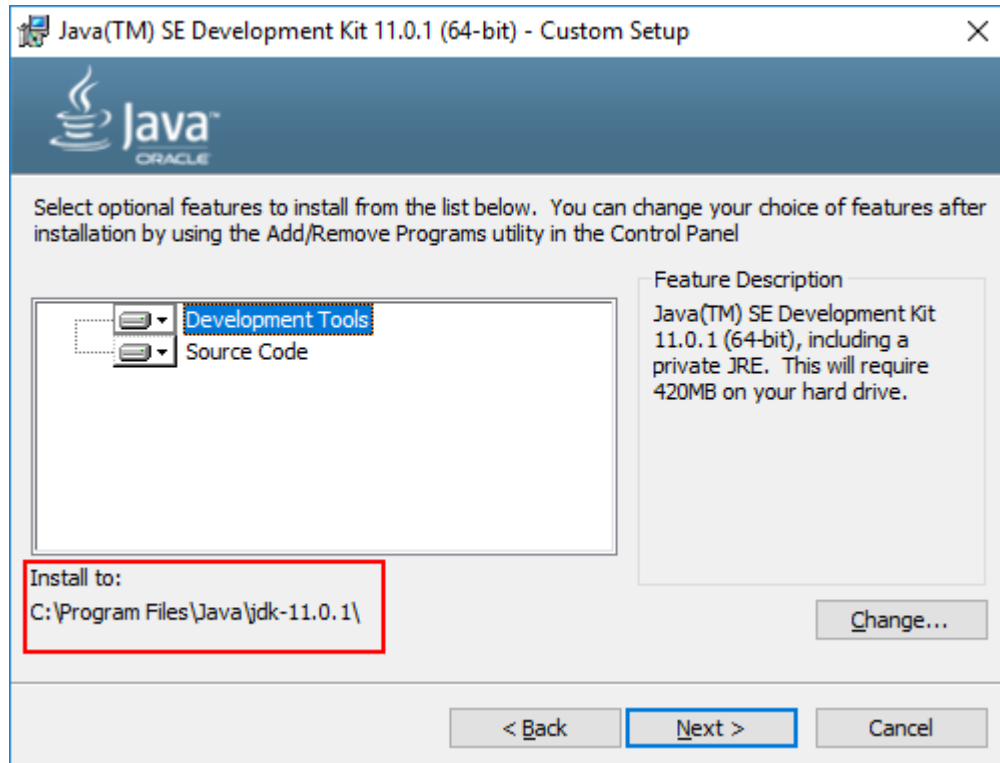 Java(TM) SE Development Kit 11.0.1 (64-bit) - Custom Setup
Java™
ORACLE
Select optional features to install from the list below.  You can change your choice of features after
installation by using the Add/Remove Programs utility in the Control Panel
Development Tools
Source Code
Feature Description
Java(TM) SE Development Kit
11.0.1 (64-bit), including a
private JRE.  This will require
420MB on your hard drive.
Install to:
C:\Program Files\Java\jdk-11.0.1\
Change...
< Back
Next >
Cancel